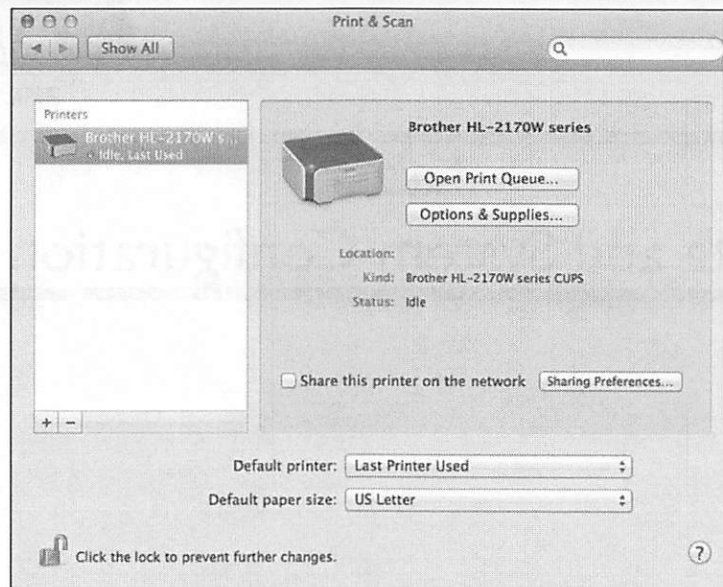 Print & Scan
Show All
Printers
Brother HL-2170W s...
Idle, Last Used
Brother HL-2170W series
Open Print Queue...
Options & Supplies...
Location:
Kind: Brother HL-2170W series CUPS
Status: Idle
Share this printer on the network
Sharing Preferences...
+ −
Default printer: Last Printer Used
Default paper size: US Letter
Click the lock to prevent further changes.
?